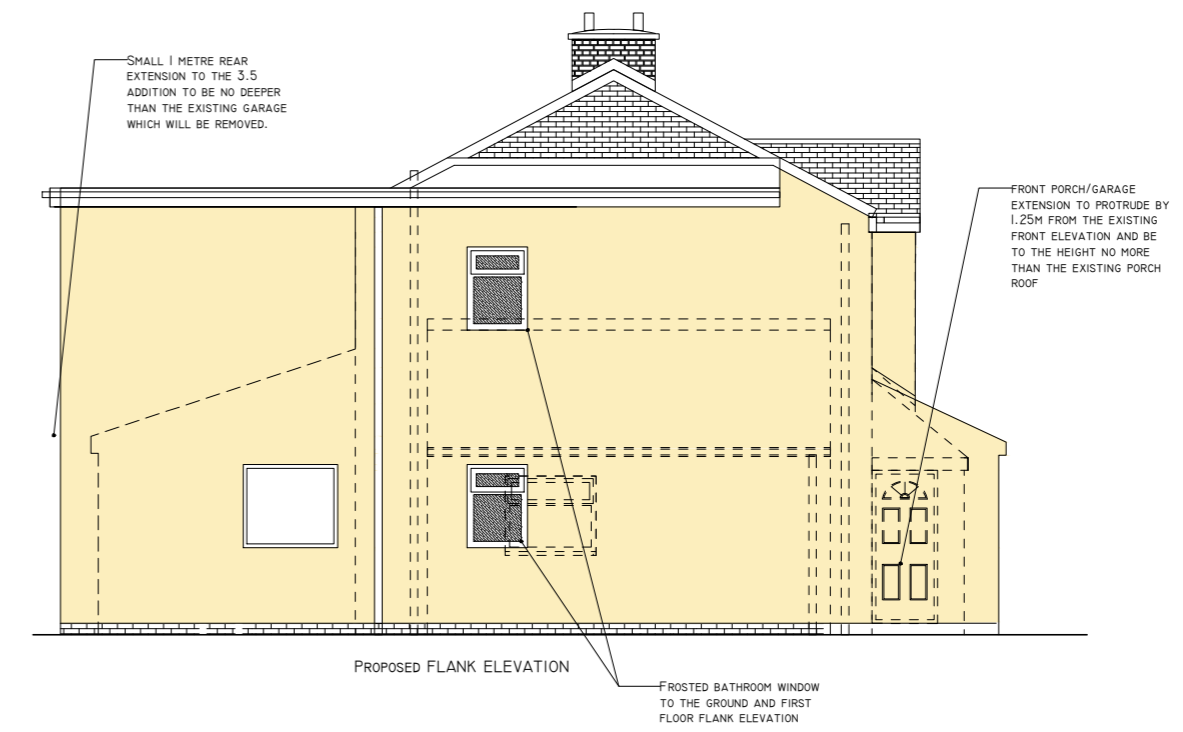 Small 1 metre rear
extension to the 3.5
addition to be no deeper
than the existing garage
which will be removed.
front porch/garage
extension to protrude by
1.25m from the existing
front elevation and be
to the height no more
than the existing porch
roof
Proposed FLANK ELEVATION
Frosted bathroom window
to the ground and first
floor flank elevation